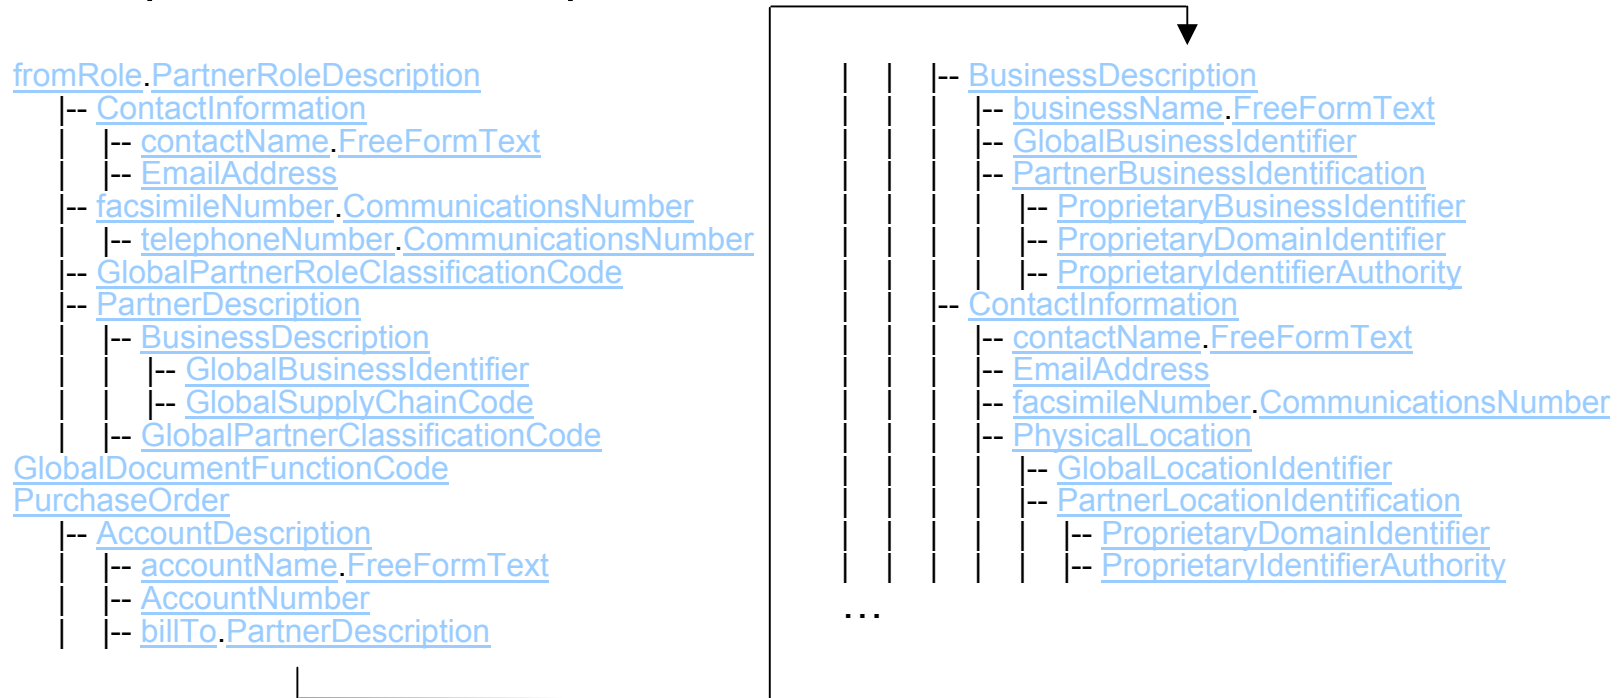 fromRole.PartnerRoleDescription
|-- ContactInformation
| |-- contactName.FreeFormText
| |-- EmailAddress
|-- facsimileNumber.CommunicationsNumber
| |-- telephoneNumber.CommunicationsNumber
|-- GlobalPartnerRoleClassificationCode
|-- PartnerDescription
| |-- BusinessDescription
| | |-- GlobalBusinessIdentifier
| | |-- GlobalSupplyChainCode
| |-- GlobalPartnerClassificationCode
GlobalDocumentFunctionCode
PurchaseOrder
|-- AccountDescription
| |-- accountName.FreeFormText
| |-- AccountNumber
| |-- billTo.PartnerDescription
| | |-- BusinessDescription
| | | |-- businessName.FreeFormText
| | | |-- GlobalBusinessIdentifier
| | | |-- PartnerBusinessIdentification
| | | | |-- ProprietaryBusinessIdentifier
| | | | |-- ProprietaryDomainIdentifier
| | | | |-- ProprietaryIdentifierAuthority
| | |-- ContactInformation
| | | |-- contactName.FreeFormText
| | | |-- EmailAddress
| | | |-- facsimileNumber.CommunicationsNumber
| | | |-- PhysicalLocation
| | | | |-- GlobalLocationIdentifier
| | | | |-- PartnerLocationIdentification
| | | | | |-- ProprietaryDomainIdentifier
| | | | | |-- ProprietaryIdentifierAuthority
...